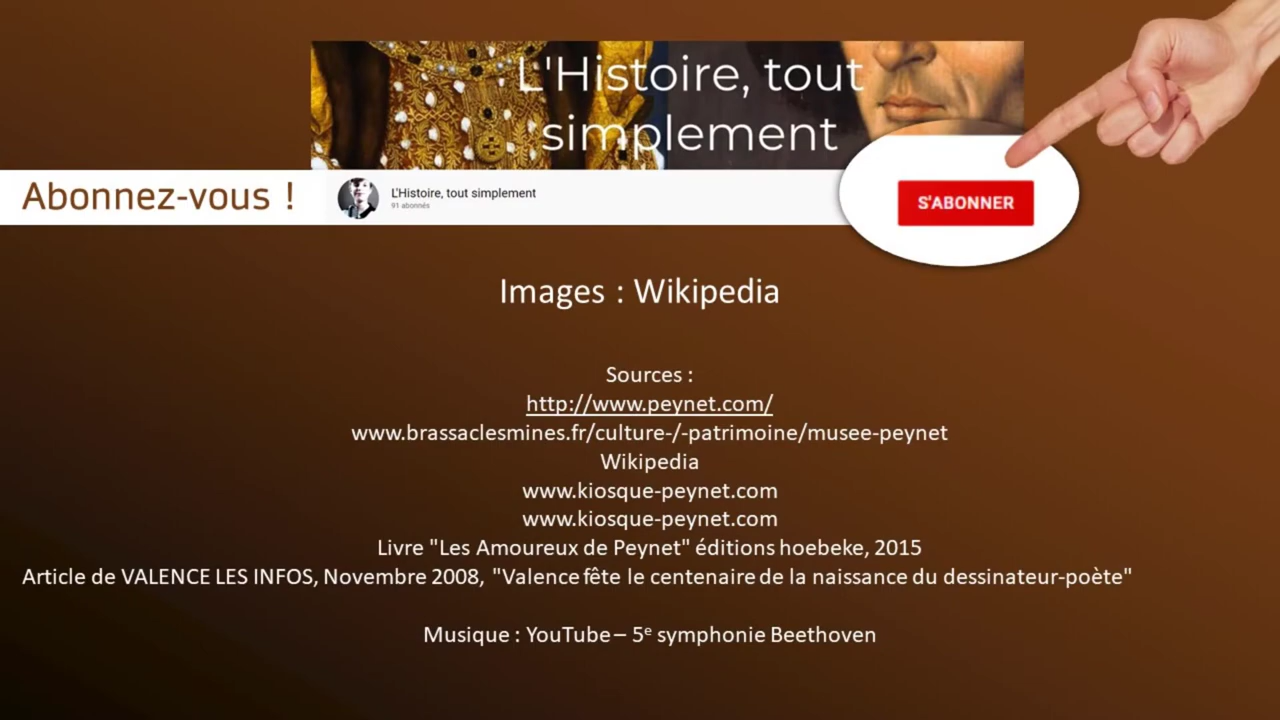 L'Histoire, tout
simplement
Abonnez-vous !
L'Histoire, tout simplement
91 abonnés
S'ABONNER
Images : Wikipedia
Sources :
http://www.peynet.com/
www.brassaclesmines.fr/culture-/-patrimoine/musee-peynet
Wikipedia
www.kiosque-peynet.com
www.kiosque-peynet.com
Livre "Les Amoureux de Peynet" éditions hoebeke, 2015
Article de VALENCE LES INFOS, Novembre 2008, "Valence fête le centenaire de la naissance du dessinateur-poète"
Musique : YouTube – 5e symphonie Beethoven